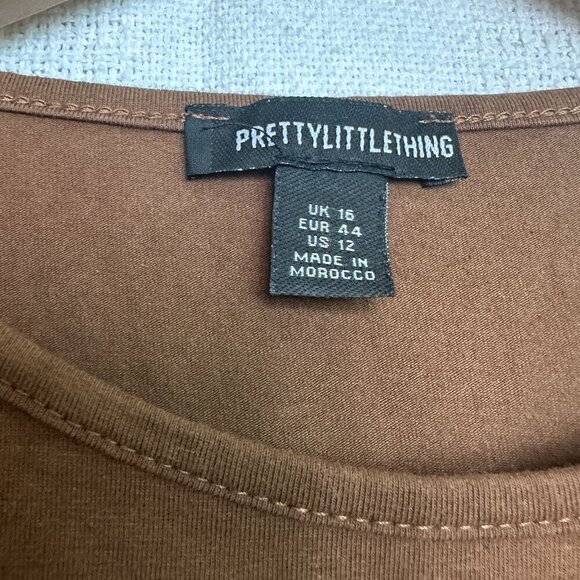 PRETTYLITTLETHING
UK 16
EUR 44
US 12
MADE IN
MOROCCO